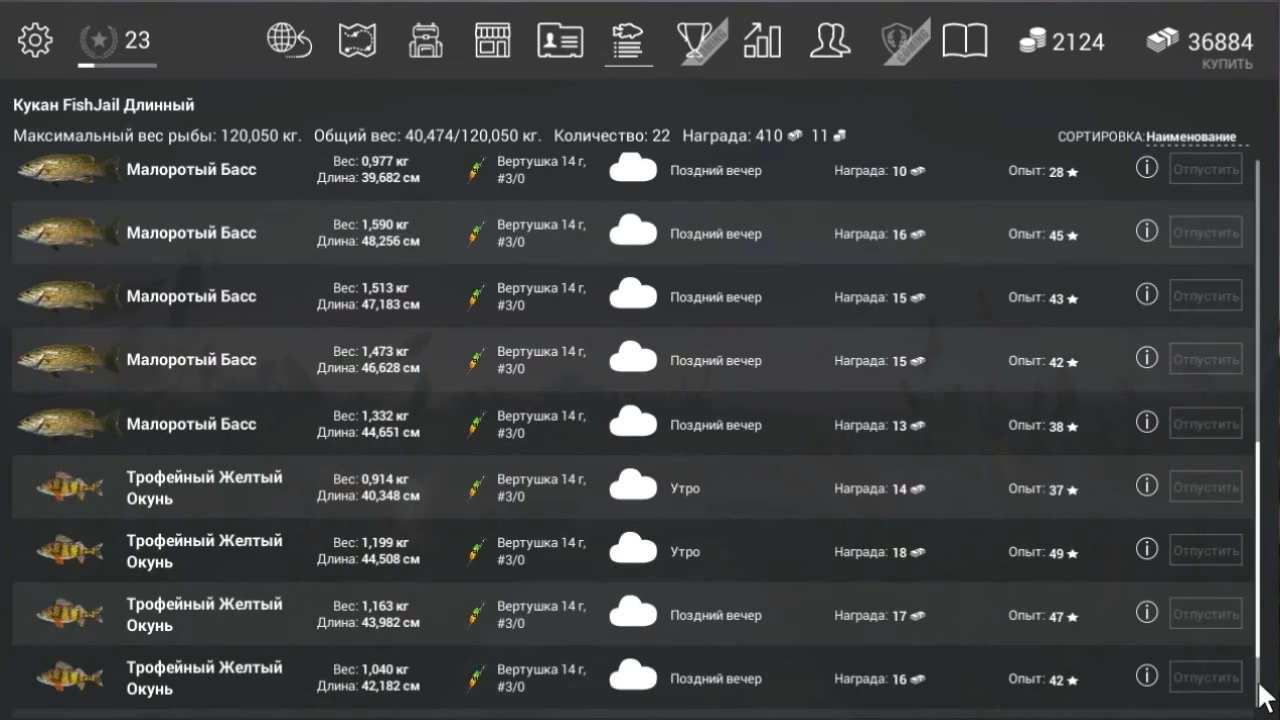 23
2124
36884
КУПИТЬ
Кукан FishJail Длинный
Максимальный вес рыбы: 120,050 кг. Общий вес: 40,474/120,050 кг. Количество: 22 Награда: 410 11
СОРТИРОВКА:Наименование
Малоротый Басс
Вес: 0,977 кг
Длина: 39,682 см
Вертушка 14 г,
#3/0
Поздний вечер
Награда: 10
Опыт: 28
Отпустить
Малоротый Басс
Вес: 1,590 кг
Длина: 48,256 см
Вертушка 14 г,
#3/0
Поздний вечер
Награда: 16
Опыт: 45
Отпустить
Малоротый Басс
Вес: 1,513 кг
Длина: 47,183 см
Вертушка 14 г,
#3/0
Поздний вечер
Награда: 15
Опыт: 43
Отпустить
Малоротый Басс
Вес: 1,473 кг
Длина: 46,628 см
Вертушка 14 г,
#3/0
Поздний вечер
Награда: 15
Опыт: 42
Отпустить
Малоротый Басс
Вес: 1,332 кг
Длина: 44,651 см
Вертушка 14 г,
#3/0
Поздний вечер
Награда: 13
Опыт: 38
Отпустить
Трофейный Желтый
Окунь
Вес: 0,914 кг
Длина: 40,348 см
Вертушка 14 г,
#3/0
Утро
Награда: 14
Опыт: 37
Отпустить
Трофейный Желтый
Окунь
Вес: 1,199 кг
Длина: 44,508 см
Вертушка 14 г,
#3/0
Утро
Награда: 18
Опыт: 49
Отпустить
Трофейный Желтый
Окунь
Вес: 1,163 кг
Длина: 43,982 см
Вертушка 14 г,
#3/0
Поздний вечер
Награда: 17
Опыт: 47
Отпустить
Трофейный Желтый
Окунь
Вес: 1,040 кг
Длина: 42,182 см
Вертушка 14 г,
#3/0
Поздний вечер
Награда: 16
Опыт: 42
Отпустить